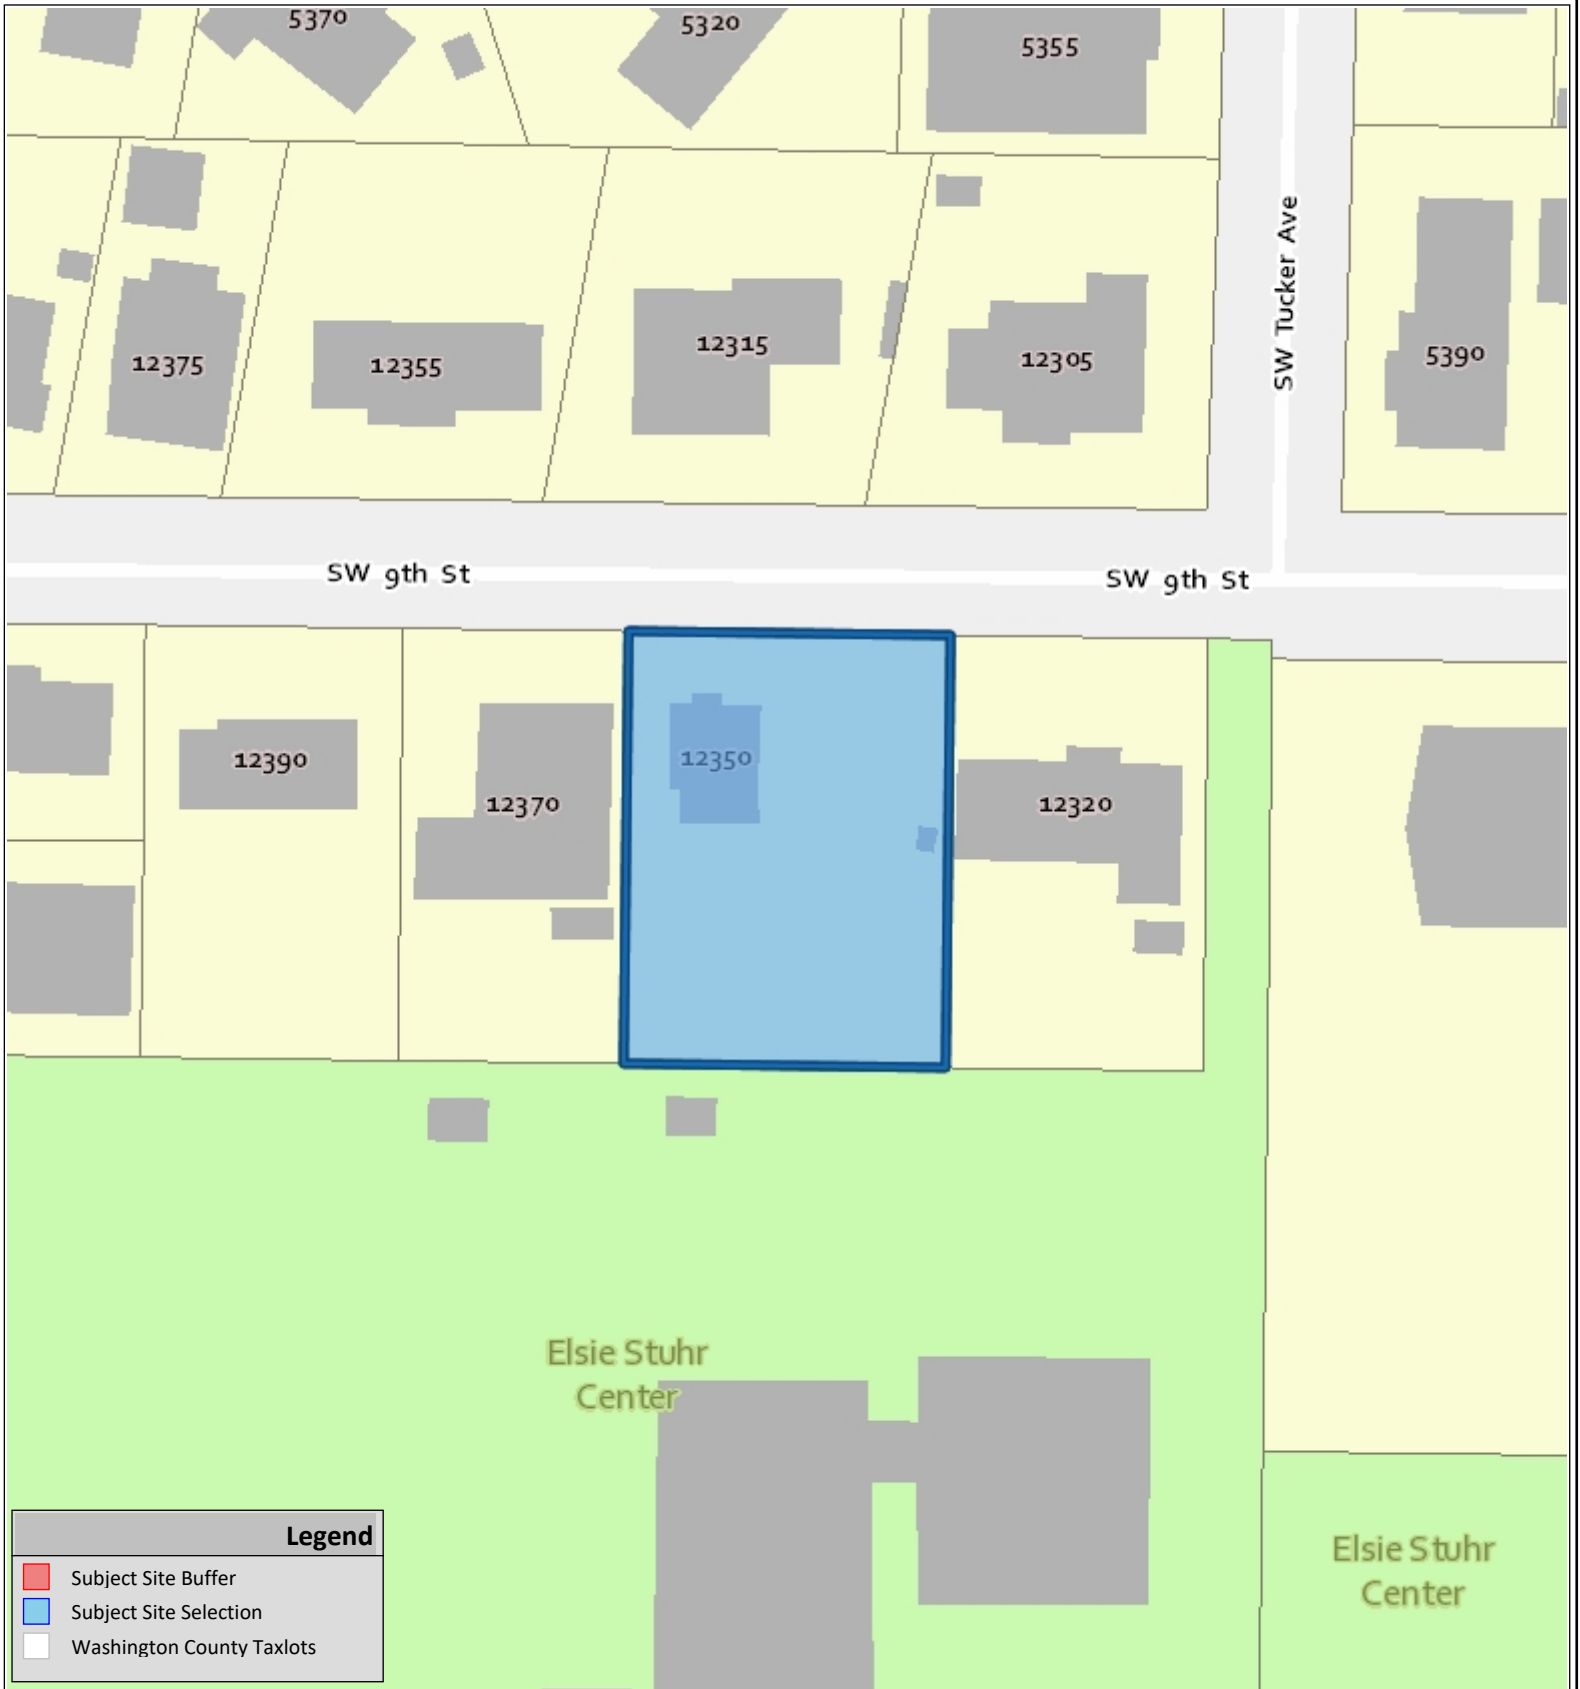 5370
5320
5355
SW Tucker Ave
12375
12355
12315
12305
5390
SW 9th St
SW 9th St
12390
12370
12350
12320
Elsie Stuhr
Center
Elsie Stuhr
Center
Legend
Subject Site Buffer
Subject Site Selection
Washington County Taxlots